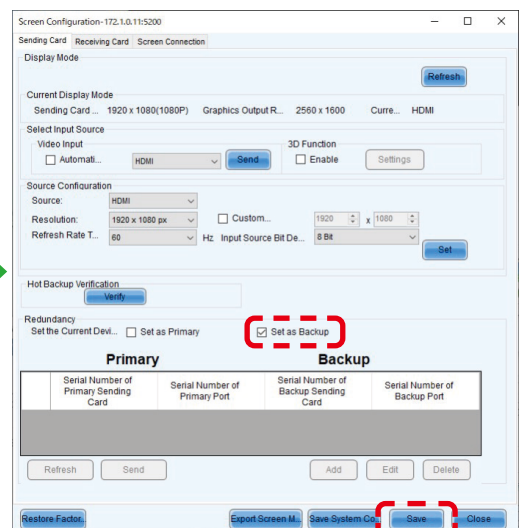 Screen Configuration-172.1.0.11:5200
Sending Card Receiving Card Screen Connection
Display Mode
Refresh
Current Display Mode
Sending Card ... 1920 x 1080(1080P) Graphics Output R... 2560 x 1600 Curre... HDMI
Select Input Source
Video Input 3D Function
Automati... HDMI Send Enable Settings
Source Configuration
Source: HDMI
Resolution: 1920 x 1080 px Custom... 1920 x 1080
Refresh Rate T... 60 Hz Input Source Bit De... 8 Bit
Set
Hot Backup Verification
Verify
Redundancy
Set the Current Devi... Set as Primary Set as Backup
Primary Backup
Serial Number of Primary Sending Card Serial Number of Primary Port Serial Number of Backup Sending Card Serial Number of Backup Port
Refresh Send Add Edit Delete
Restore Factor.. Export Screen M.. Save System Co.. Save Close